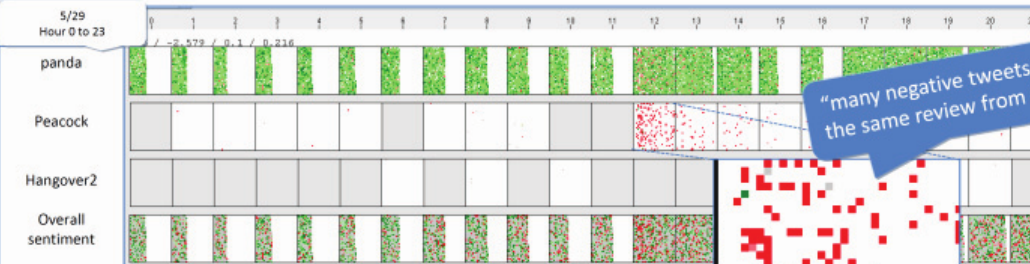 5/29
Hour 0 to 23
0 1 2 3 4 5 6 7 8 9 10 11 12 13 14 15 16 17 18 19 20
/ -2.579 / 0.1 / 0.216
panda
Peacock
Hangover2
Overall
sentiment
“many negative tweets
the same review from